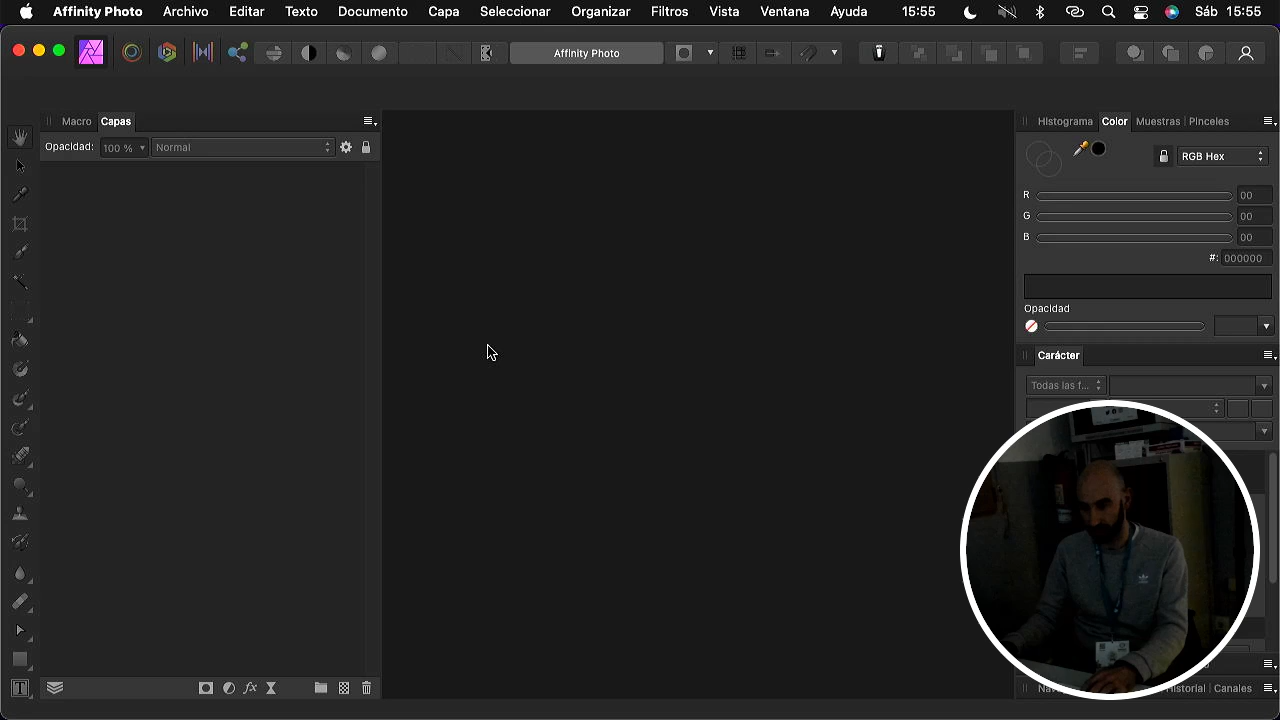 Affinity Photo Archivo Editar Texto Documento Capa Seleccionar Organizar Filtros Vista Ventana Ayuda 15:55 Sáb 15:55
Affinity Photo
Macro Capas
Opacidad: 100 % Normal
Histograma Color Muestras Pinceles
RGB Hex
R 00
G 00
B 00
#: 000000
Opacidad
Carácter
Todas las f...
Historial Canales